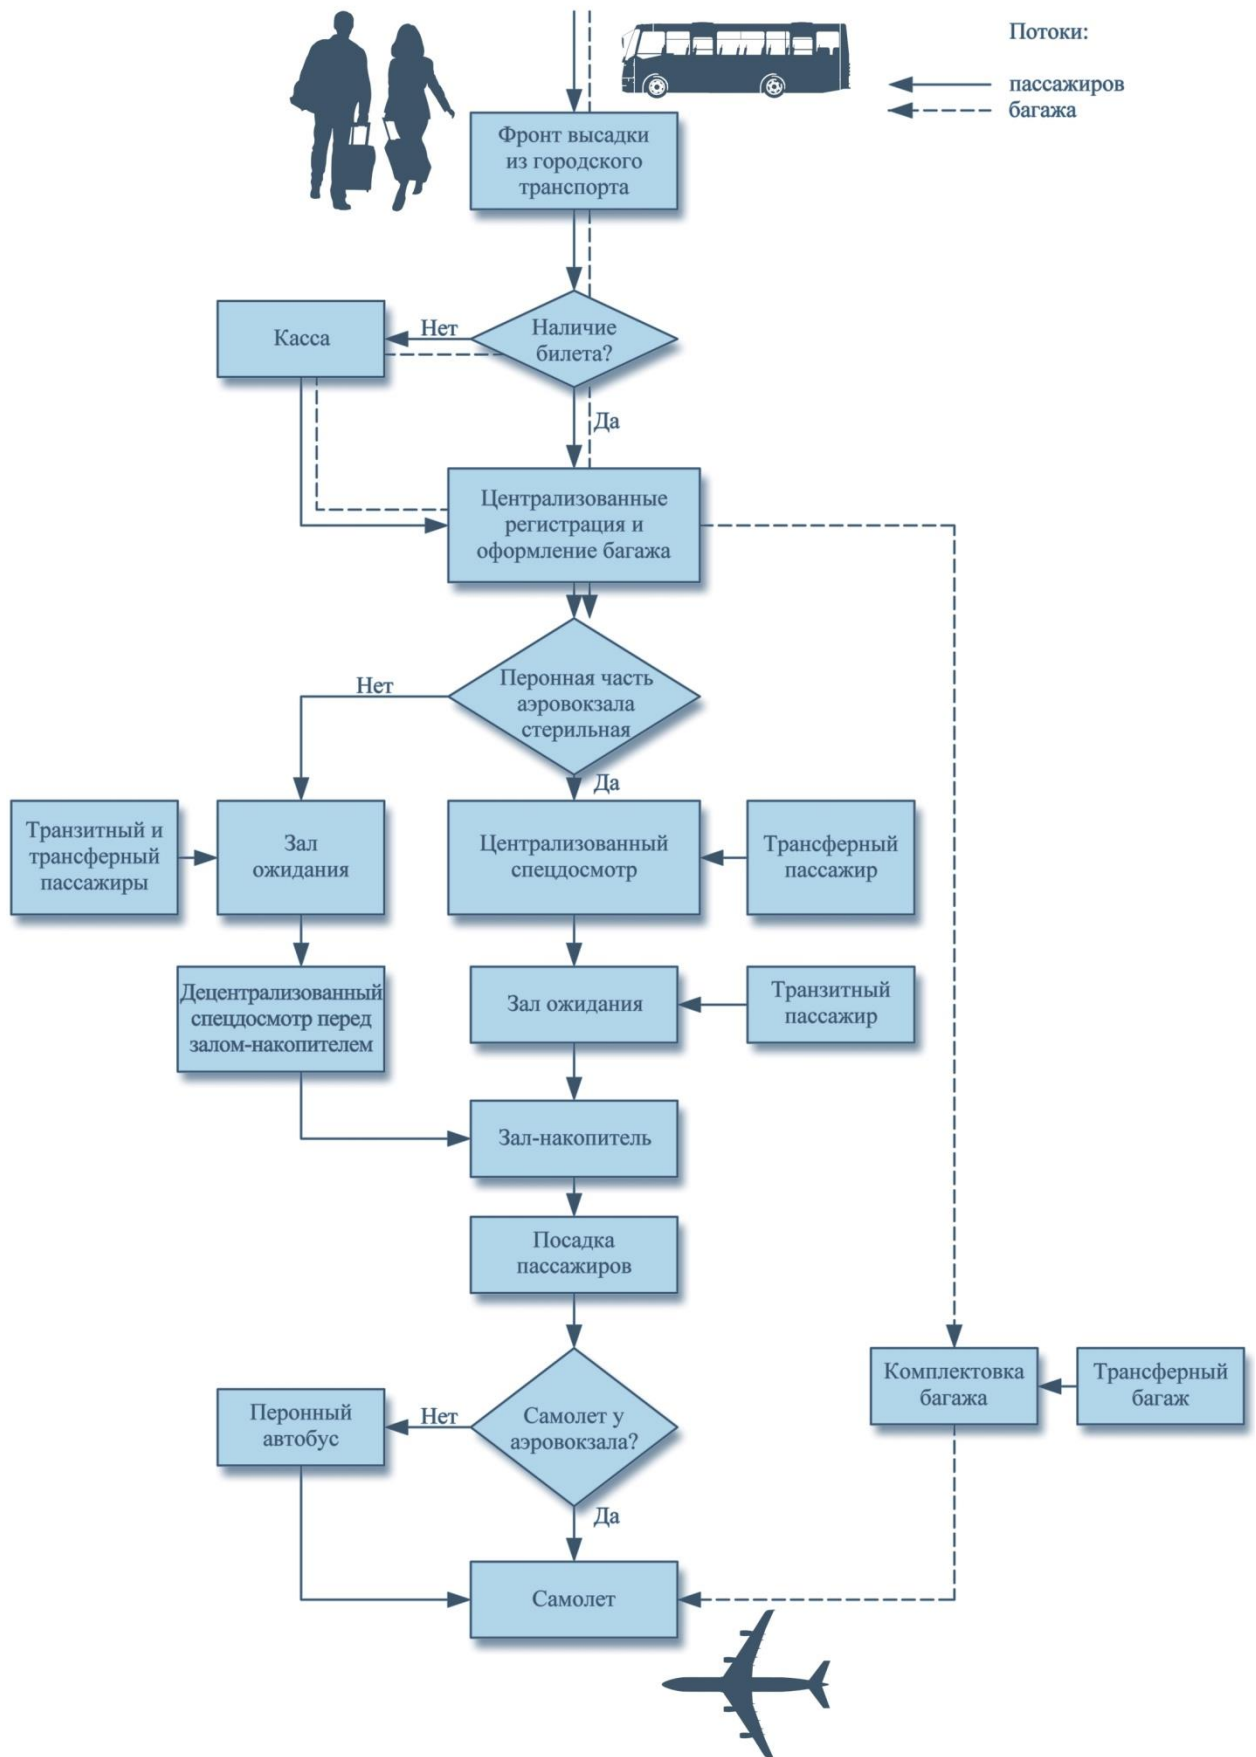 Потоки:
пассажиров
багажа
Фронт высадки
из городского
транспорта
Касса
Нет
Наличие
билета?
Да
Централизованные
регистрация и
оформление багажа
Нет
Перонная часть
аэровокзала
стерильная
Да
Транзитный и
трансферный
пассажиры
Зал
ожидания
Централизованный
спецдосмотр
Трансферный
пассажир
Децентрализованный
спецдосмотр перед
залом-накопителем
Зал ожидания
Транзитный
пассажир
Зал-накопитель
Посадка
пассажиров
Комплектовка
багажа
Трансферный
багаж
Перонный
автобус
Нет
Самолет у
аэровокзала?
Да
Самолет